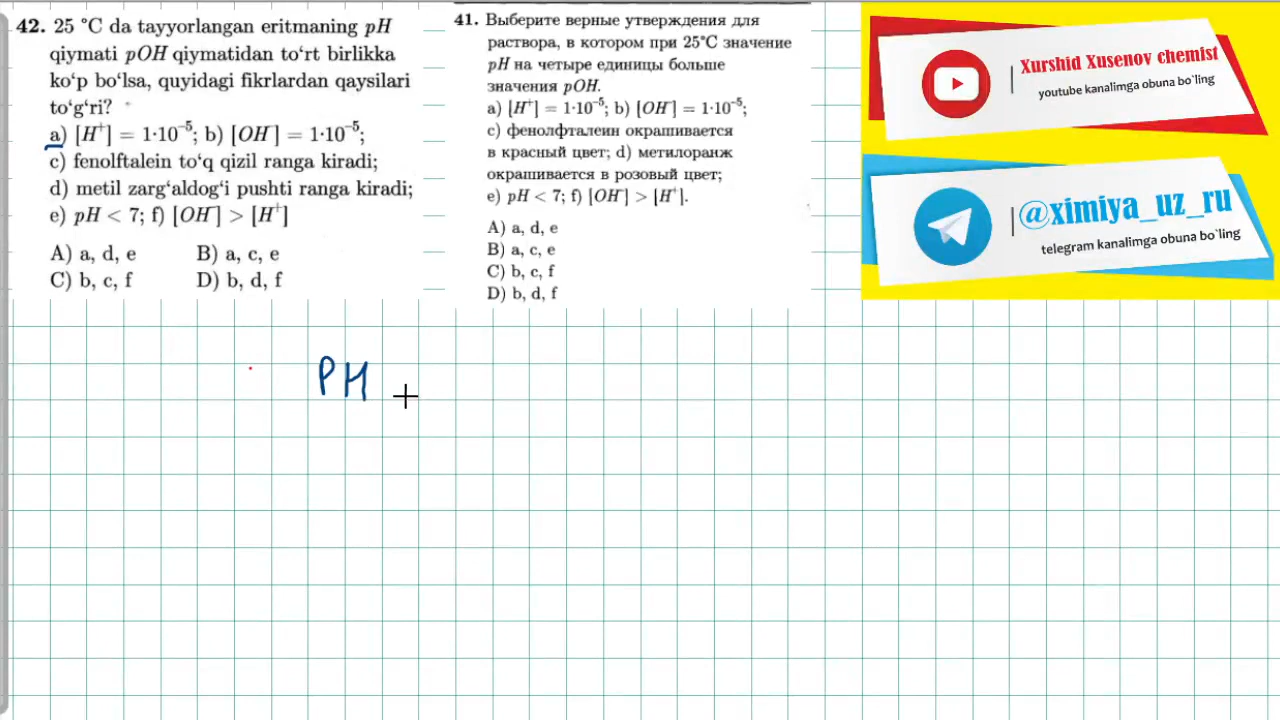 42. 25 °C da tayyorlangan eritmaning pH
qiymati pOH qiymatidan to‘rt birlikka
ko‘p bo‘lsa, quyidagi fikrlardan qaysilari
to‘g‘ri?
a) [H⁺] = 1·10⁻⁵; b) [OH⁻] = 1·10⁻⁵;
c) fenolftalein to‘q qizil ranga kiradi;
d) metil zarg‘aldog‘i pushti ranga kiradi;
e) pH < 7; f) [OH⁻] > [H⁺]
A) a, d, e B) a, c, e
C) b, c, f D) b, d, f
41. Выберите верные утверждения для
раствора, в котором при 25°C значение
pH на четыре единицы больше
значения pOH.
a) [H⁺] = 1·10⁻⁵; b) [OH⁻] = 1·10⁻⁵;
c) фенолфталеин окрашивается
в красный цвет; d) метилоранж
окрашивается в розовый цвет;
e) pH < 7; f) [OH⁻] > [H⁺].
A) a, d, e
B) a, c, e
C) b, c, f
D) b, d, f
Xurshid Xusenov chemist
youtube kanalimga obuna bo`ling
@ximiya_uz_ru
telegram kanalimga obuna bo`ling
PH